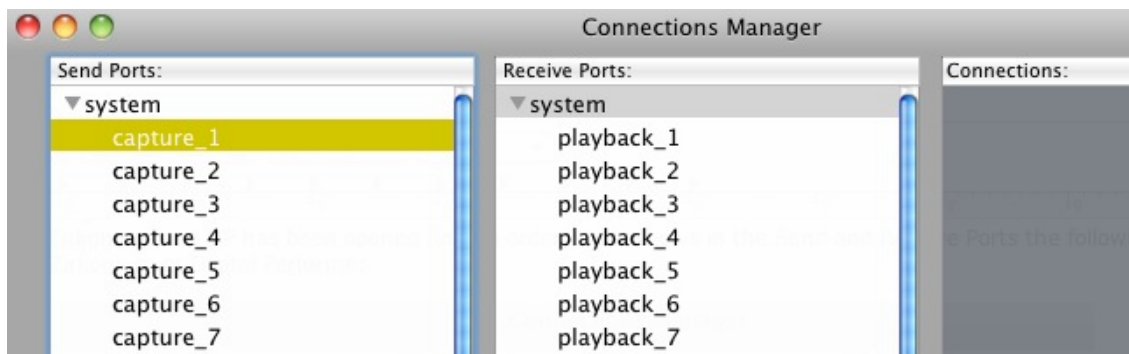 Connections Manager
Send Ports:
system
capture_1
capture_2
capture_3
capture_4
capture_5
capture_6
capture_7
Receive Ports:
system
playback_1
playback_2
playback_3
playback_4
playback_5
playback_6
playback_7
Connections: